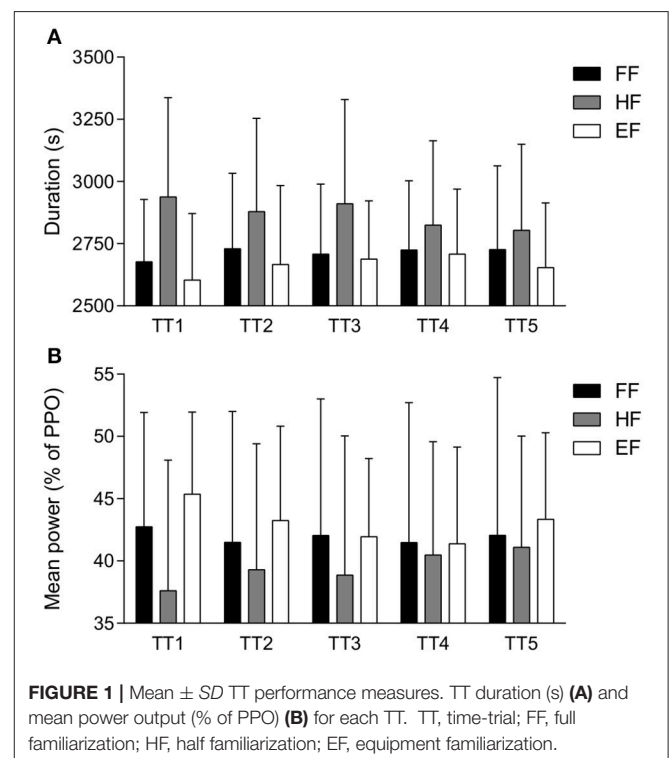 A
3500
3250
3000
2750
2500
Duration (s)
FF
HF
EF
TT1 TT2 TT3 TT4 TT5
B
55
50
45
40
35
Mean power (% of PPO)
FF
HF
EF
TT1 TT2 TT3 TT4 TT5
FIGURE 1 | Mean ± SD TT performance measures. TT duration (s) (A) and
mean power output (% of PPO) (B) for each TT. TT, time-trial; FF, full
familiarization; HF, half familiarization; EF, equipment familiarization.